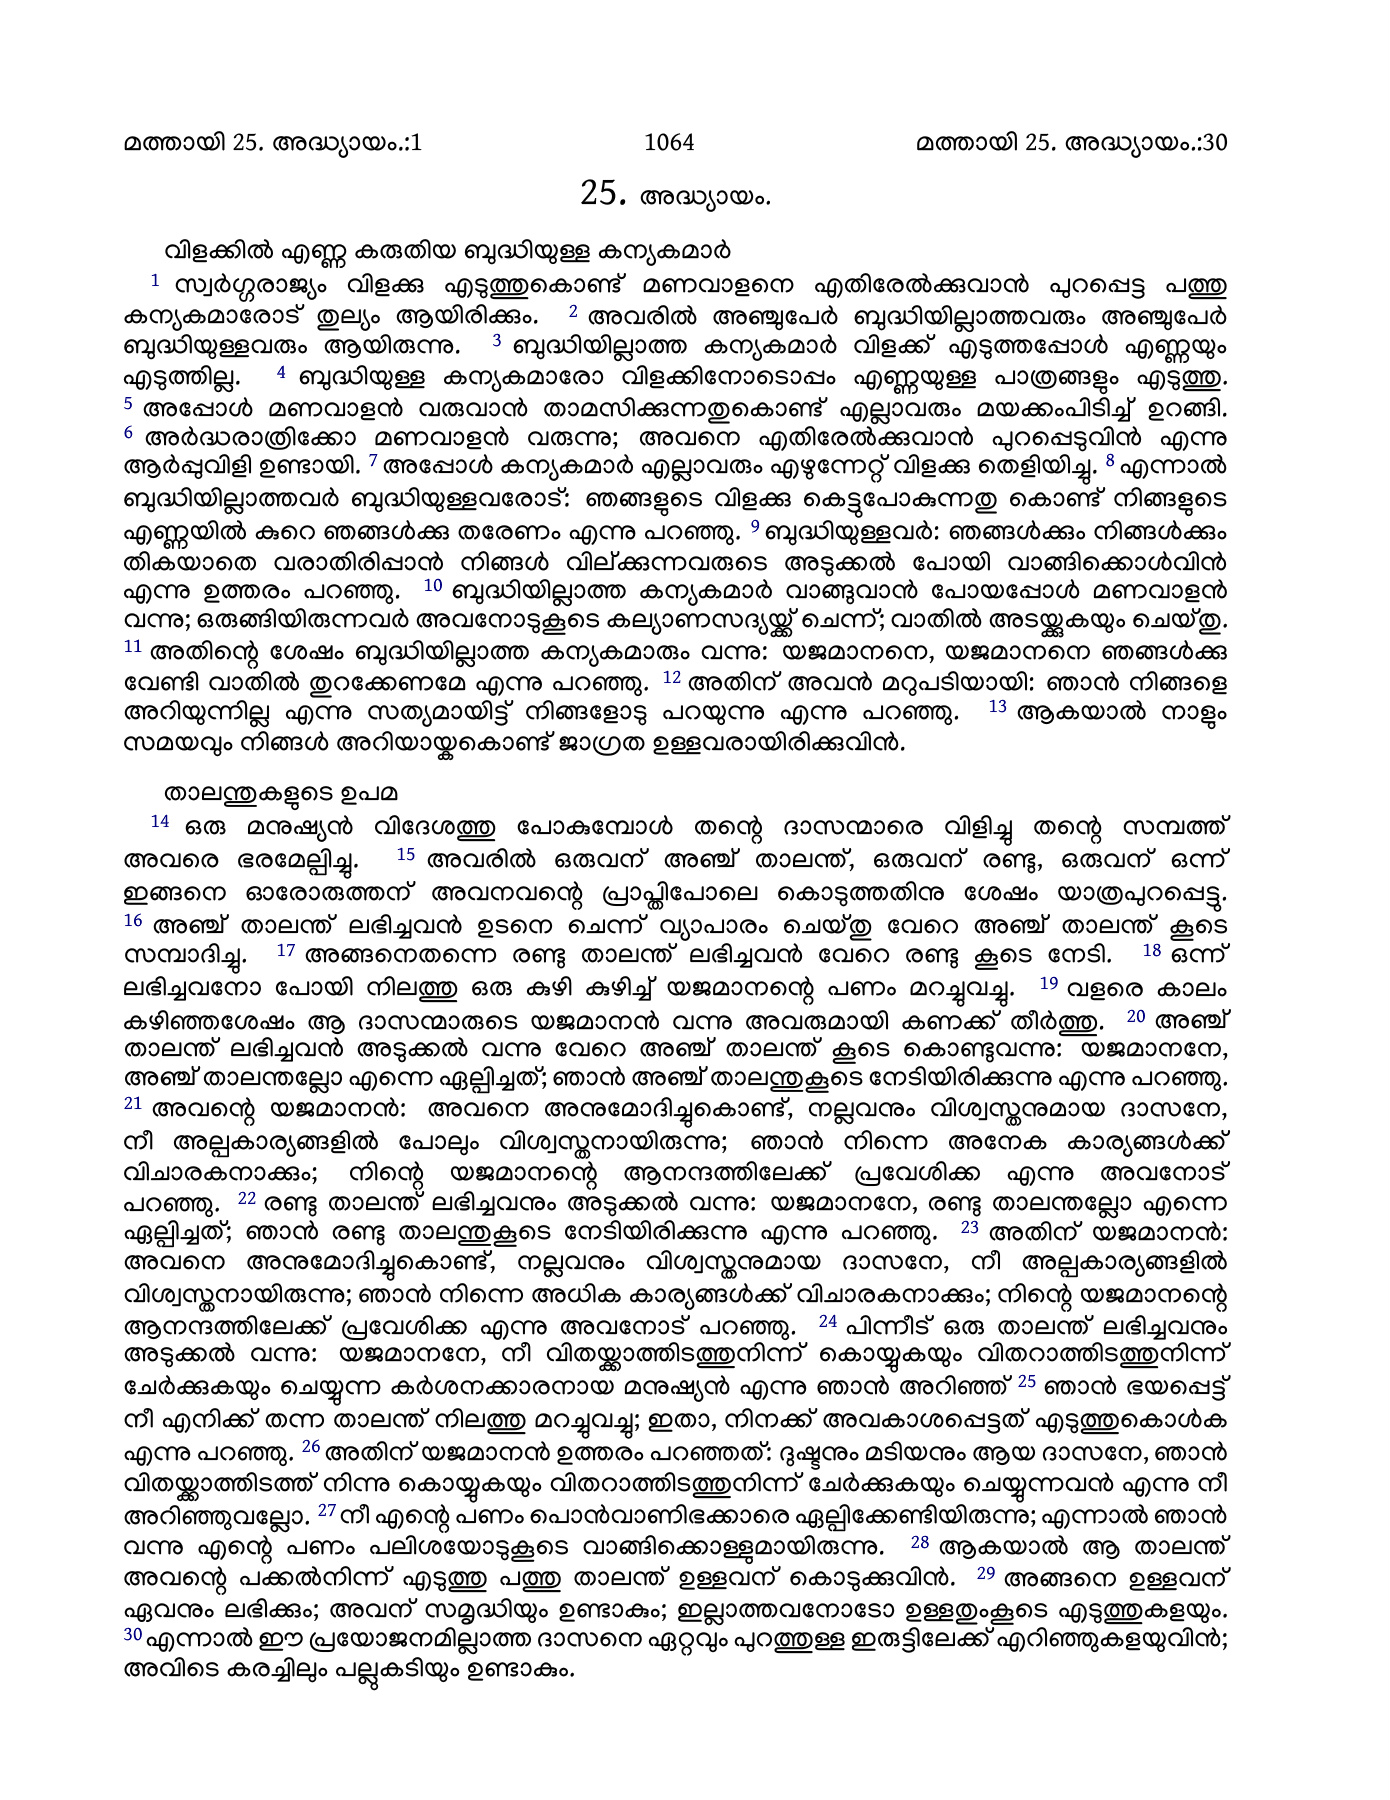 മത്തായി 25. അദ്ധ്യായം.:1 1064 മത്തായി 25. അദ്ധ്യായം.:30
25. അദ്ധ്യായം.
വിളക്കിൽ എണ്ണ കരുതിയ ബുദ്ധിയുള്ള കന്യകമാർ
1 സ്വർഗ്ഗരാജ്യം വിളക്കു എടുത്തുകൊണ്ട് മണവാളനെ എതിരേൽക്കുവാൻ പുറപ്പെട്ട പത്തു
കന്യകമാരോട് തുല്യം ആയിരിക്കും. 2 അവരിൽ അഞ്ചുപേർ ബുദ്ധിയില്ലാത്തവരും അഞ്ചുപേർ
ബുദ്ധിയുള്ളവരും ആയിരുന്നു. 3 ബുദ്ധിയില്ലാത്ത കന്യകമാർ വിളക്ക് എടുത്തപ്പോൾ എണ്ണയും
എടുത്തില്ല. 4 ബുദ്ധിയുള്ള കന്യകമാരോ വിളക്കിനോടൊപ്പം എണ്ണയുള്ള പാത്രങ്ങളും എടുത്തു.
5 അപ്പോൾ മണവാളൻ വരുവാൻ താമസിക്കുന്നതുകൊണ്ട് എല്ലാവരും മയക്കംപിടിച്ച് ഉറങ്ങി.
6 അർദ്ധരാത്രിക്കോ മണവാളൻ വരുന്നു; അവനെ എതിരേൽക്കുവാൻ പുറപ്പെടുവിൻ എന്നു
ആർപ്പുവിളി ഉണ്ടായി. 7 അപ്പോൾ കന്യകമാർ എല്ലാവരും എഴുന്നേറ്റ് വിളക്കു തെളിയിച്ചു. 8 എന്നാൽ
ബുദ്ധിയില്ലാത്തവർ ബുദ്ധിയുള്ളവരോട്: ഞങ്ങളുടെ വിളക്കു കെട്ടുപോകുന്നതു കൊണ്ട് നിങ്ങളുടെ
എണ്ണയിൽ കുറെ ഞങ്ങൾക്കു തരേണം എന്നു പറഞ്ഞു. 9 ബുദ്ധിയുള്ളവർ: ഞങ്ങൾക്കും നിങ്ങൾക്കും
തികയാതെ വരാതിരിപ്പാൻ നിങ്ങൾ വില്ക്കുന്നവരുടെ അടുക്കൽ പോയി വാങ്ങിക്കൊൾവിൻ
എന്നു ഉത്തരം പറഞ്ഞു. 10 ബുദ്ധിയില്ലാത്ത കന്യകമാർ വാങ്ങുവാൻ പോയപ്പോൾ മണവാളൻ
വന്നു; ഒരുങ്ങിയിരുന്നവർ അവനോടുകൂടെ കല്യാണസദ്യയ്ക്ക് ചെന്ന്; വാതിൽ അടയ്ക്കുകയും ചെയ്തു.
11 അതിന്റെ ശേഷം ബുദ്ധിയില്ലാത്ത കന്യകമാരും വന്നു: യജമാനനെ, യജമാനനെ ഞങ്ങൾക്കു
വേണ്ടി വാതിൽ തുറക്കേണമേ എന്നു പറഞ്ഞു. 12 അതിന് അവൻ മറുപടിയായി: ഞാൻ നിങ്ങളെ
അറിയുന്നില്ല എന്നു സത്യമായിട്ട് നിങ്ങളോടു പറയുന്നു എന്നു പറഞ്ഞു. 13 ആകയാൽ നാളും
സമയവും നിങ്ങൾ അറിയായ്കകൊണ്ട് ജാഗ്രത ഉള്ളവരായിരിക്കുവിൻ.
താലന്തുകളുടെ ഉപമ
14 ഒരു മനുഷ്യൻ വിദേശത്തു പോകുമ്പോൾ തന്റെ ദാസന്മാരെ വിളിച്ചു തന്റെ സമ്പത്ത്
അവരെ ഭരമേല്പിച്ചു. 15 അവരിൽ ഒരുവന് അഞ്ച് താലന്ത്, ഒരുവന് രണ്ടു, ഒരുവന് ഒന്ന്
ഇങ്ങനെ ഓരോരുത്തന് അവനവന്റെ പ്രാപ്തിപോലെ കൊടുത്തതിനു ശേഷം യാത്രപുറപ്പെട്ടു.
16 അഞ്ച് താലന്ത് ലഭിച്ചവൻ ഉടനെ ചെന്ന് വ്യാപാരം ചെയ്തു വേറെ അഞ്ച് താലന്ത് കൂടെ
സമ്പാദിച്ചു. 17 അങ്ങനെതന്നെ രണ്ടു താലന്ത് ലഭിച്ചവൻ വേറെ രണ്ടു കൂടെ നേടി. 18 ഒന്ന്
ലഭിച്ചവനോ പോയി നിലത്തു ഒരു കുഴി കുഴിച്ച് യജമാനന്റെ പണം മറച്ചുവച്ചു. 19 വളരെ കാലം
കഴിഞ്ഞശേഷം ആ ദാസന്മാരുടെ യജമാനൻ വന്നു അവരുമായി കണക്ക് തീർത്തു. 20 അഞ്ച്
താലന്ത് ലഭിച്ചവൻ അടുക്കൽ വന്നു വേറെ അഞ്ച് താലന്ത് കൂടെ കൊണ്ടുവന്നു: യജമാനനേ,
അഞ്ച് താലന്തല്ലോ എന്നെ ഏല്പിച്ചത്; ഞാൻ അഞ്ച് താലന്തുകൂടെ നേടിയിരിക്കുന്നു എന്നു പറഞ്ഞു.
21 അവന്റെ യജമാനൻ: അവനെ അനുമോദിച്ചുകൊണ്ട്, നല്ലവനും വിശ്വസ്തനുമായ ദാസനേ,
നീ അല്പകാര്യങ്ങളിൽ പോലും വിശ്വസ്തനായിരുന്നു; ഞാൻ നിന്നെ അനേക കാര്യങ്ങൾക്ക്
വിചാരകനാക്കും; നിന്റെ യജമാനന്റെ ആനന്ദത്തിലേക്ക് പ്രവേശിക്ക എന്നു അവനോട്
പറഞ്ഞു. 22 രണ്ടു താലന്ത് ലഭിച്ചവനും അടുക്കൽ വന്നു: യജമാനനേ, രണ്ടു താലന്തല്ലോ എന്നെ
ഏല്പിച്ചത്; ഞാൻ രണ്ടു താലന്തുകൂടെ നേടിയിരിക്കുന്നു എന്നു പറഞ്ഞു. 23 അതിന് യജമാനൻ:
അവനെ അനുമോദിച്ചുകൊണ്ട്, നല്ലവനും വിശ്വസ്തനുമായ ദാസനേ, നീ അല്പകാര്യങ്ങളിൽ
വിശ്വസ്തനായിരുന്നു; ഞാൻ നിന്നെ അധിക കാര്യങ്ങൾക്ക് വിചാരകനാക്കും; നിന്റെ യജമാനന്റെ
ആനന്ദത്തിലേക്ക് പ്രവേശിക്ക എന്നു അവനോട് പറഞ്ഞു. 24 പിന്നീട് ഒരു താലന്ത് ലഭിച്ചവനും
അടുക്കൽ വന്നു: യജമാനനേ, നീ വിതയ്ക്കാത്തിടത്തുനിന്ന് കൊയ്യുകയും വിതറാത്തിടത്തുനിന്ന്
ചേർക്കുകയും ചെയ്യുന്ന കർശനക്കാരനായ മനുഷ്യൻ എന്നു ഞാൻ അറിഞ്ഞ് 25 ഞാൻ ഭയപ്പെട്ട്
നീ എനിക്ക് തന്ന താലന്ത് നിലത്തു മറച്ചുവച്ചു; ഇതാ, നിനക്ക് അവകാശപ്പെട്ടത് എടുത്തുകൊൾക
എന്നു പറഞ്ഞു. 26 അതിന് യജമാനൻ ഉത്തരം പറഞ്ഞത്: ദുഷ്ടനും മടിയനും ആയ ദാസനേ, ഞാൻ
വിതയ്ക്കാത്തിടത്ത് നിന്നു കൊയ്യുകയും വിതറാത്തിടത്തുനിന്ന് ചേർക്കുകയും ചെയ്യുന്നവൻ എന്നു നീ
അറിഞ്ഞുവല്ലോ. 27 നീ എന്റെ പണം പൊൻവാണിഭക്കാരെ ഏല്പിക്കേണ്ടിയിരുന്നു; എന്നാൽ ഞാൻ
വന്നു എന്റെ പണം പലിശയോടുകൂടെ വാങ്ങിക്കൊള്ളുമായിരുന്നു. 28 ആകയാൽ ആ താലന്ത്
അവന്റെ പക്കൽനിന്ന് എടുത്തു പത്തു താലന്ത് ഉള്ളവന് കൊടുക്കുവിൻ. 29 അങ്ങനെ ഉള്ളവന്
ഏവനും ലഭിക്കും; അവന് സമൃദ്ധിയും ഉണ്ടാകും; ഇല്ലാത്തവനോടോ ഉള്ളതുംകൂടെ എടുത്തുകളയും.
30 എന്നാൽ ഈ പ്രയോജനമില്ലാത്ത ദാസനെ ഏറ്റവും പുറത്തുള്ള ഇരുട്ടിലേക്ക് എറിഞ്ഞുകളയുവിൻ;
അവിടെ കരച്ചിലും പല്ലുകടിയും ഉണ്ടാകും.